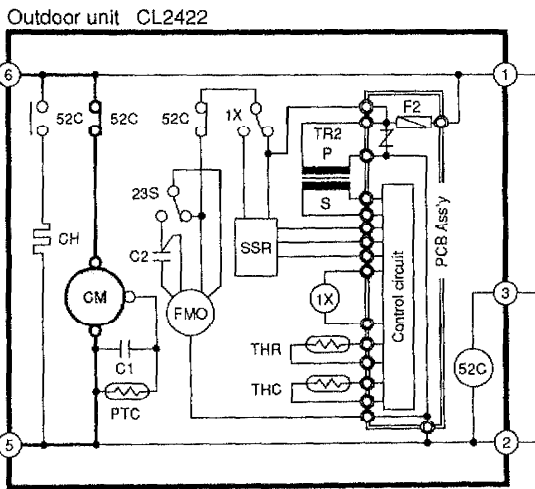 Outdoor unit CL2422
6
1
52C
52C
52C
1X
F2
TR2
P
S
23S
CH
C2
SSR
PCB Ass'y
Control circuit
CM
FMO
1X
3
THR
C1
52C
THC
PTC
5
2